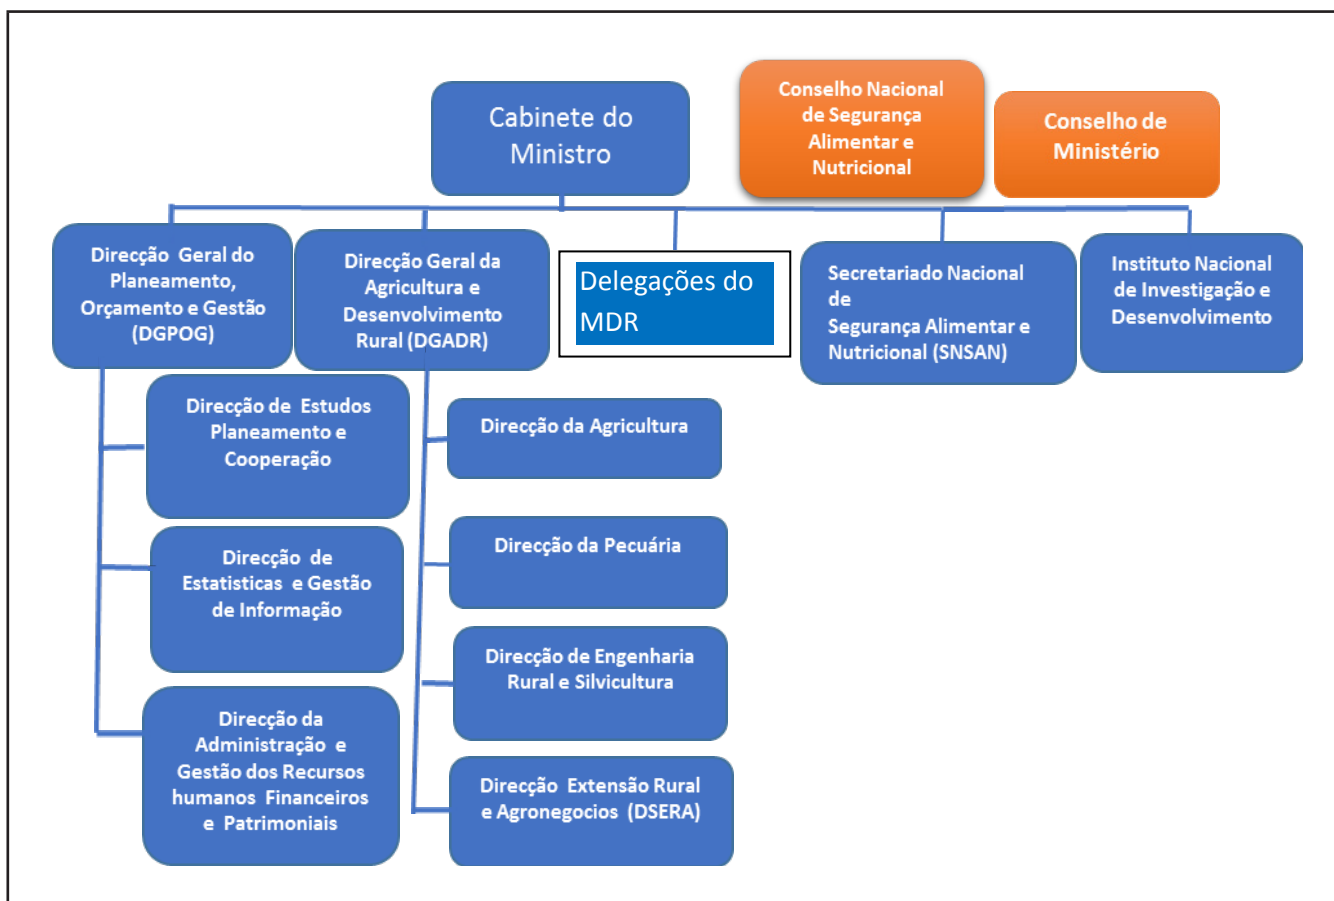 Cabinete do
Ministro
Conselho Nacional
de Segurança
Alimentar e
Nutricional
Conselho de
Ministério
Direcção Geral do
Planeamento,
Orçamento e Gestão
(DGPOG)
Direcção Geral da
Agricultura e
Desenvolvimento
Rural (DGADR)
Delegações do
MDR
Secretariado Nacional
de
Segurança Alimentar e
Nutricional (SNSAN)
Instituto Nacional
de Investigação e
Desenvolvimento
Direcção de Estudos
Planeamento e
Cooperação
Direcção de
Estatisticas e Gestão
de Informação
Direcção da
Administração e
Gestão dos Recursos
humanos Financeiros
e Patrimoniais
Direcção da Agricultura
Direcção da Pecuária
Direcção de Engenharia
Rural e Silvicultura
Direcção Extensão Rural
e Agronegocios (DSERA)